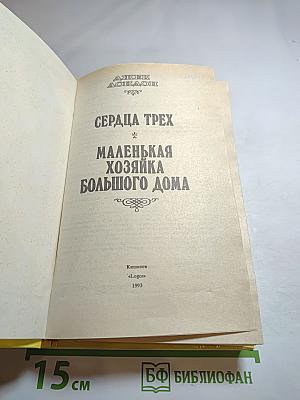 ДЖЕК
ЛОНДОН
СЕРДЦА ТРЕХ
*
МАЛЕНЬКАЯ
ХОЗЯЙКА
БОЛЬШОГО ДОМА
Кишинев
«Logos»
1993
15 см
БФ БИБЛИОФАН